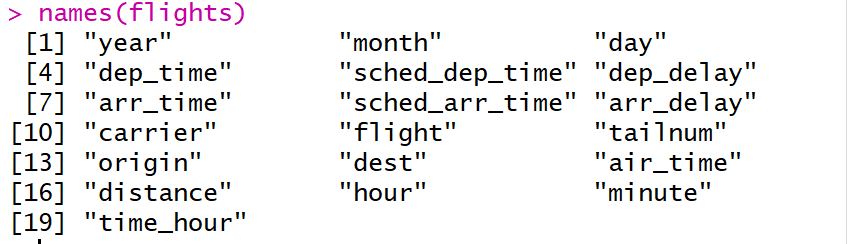 > names(flights)
[1] "year" "month" "day"
[4] "dep_time" "sched_dep_time" "dep_delay"
[7] "arr_time" "sched_arr_time" "arr_delay"
[10] "carrier" "flight" "tailnum"
[13] "origin" "dest" "air_time"
[16] "distance" "hour" "minute"
[19] "time_hour"